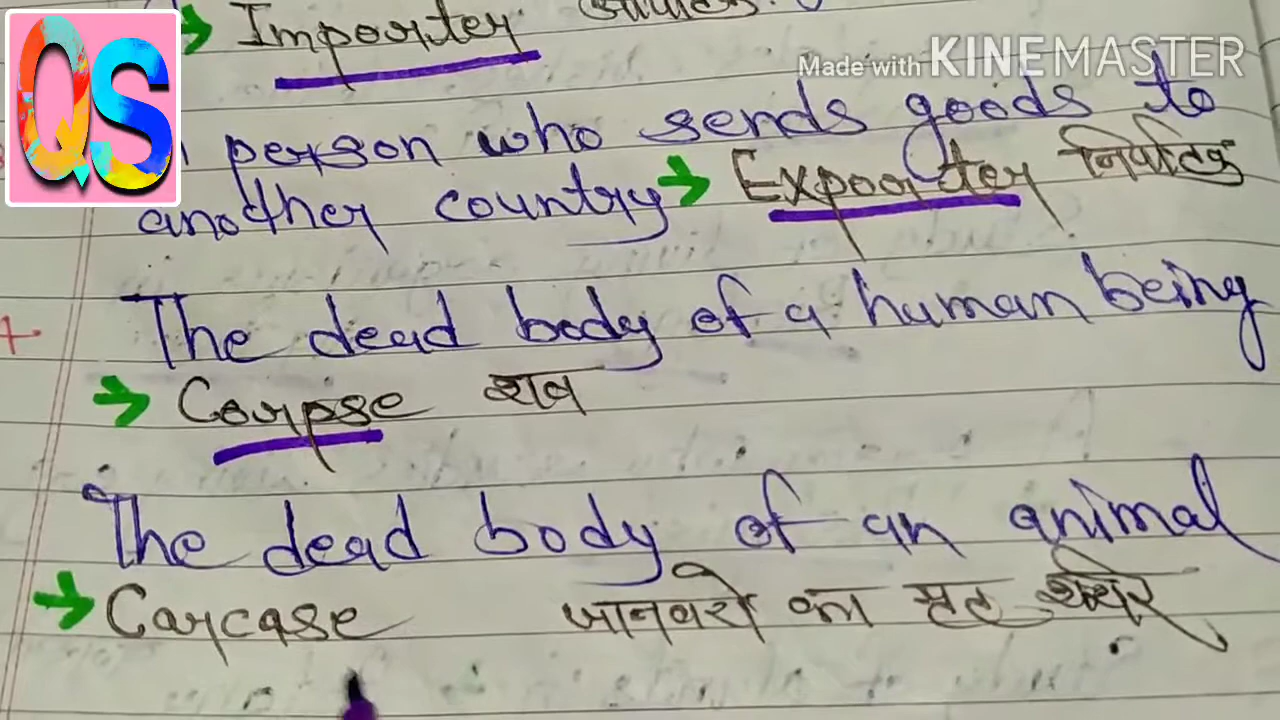 QS
Importer
Made with KINEMASTER
person who sends goods to
another country → Exporter निर्यातक
The dead body of a human being
→ Corpse शव
The dead body of an animal
→ Carcase जानवरो का मृत शरीर